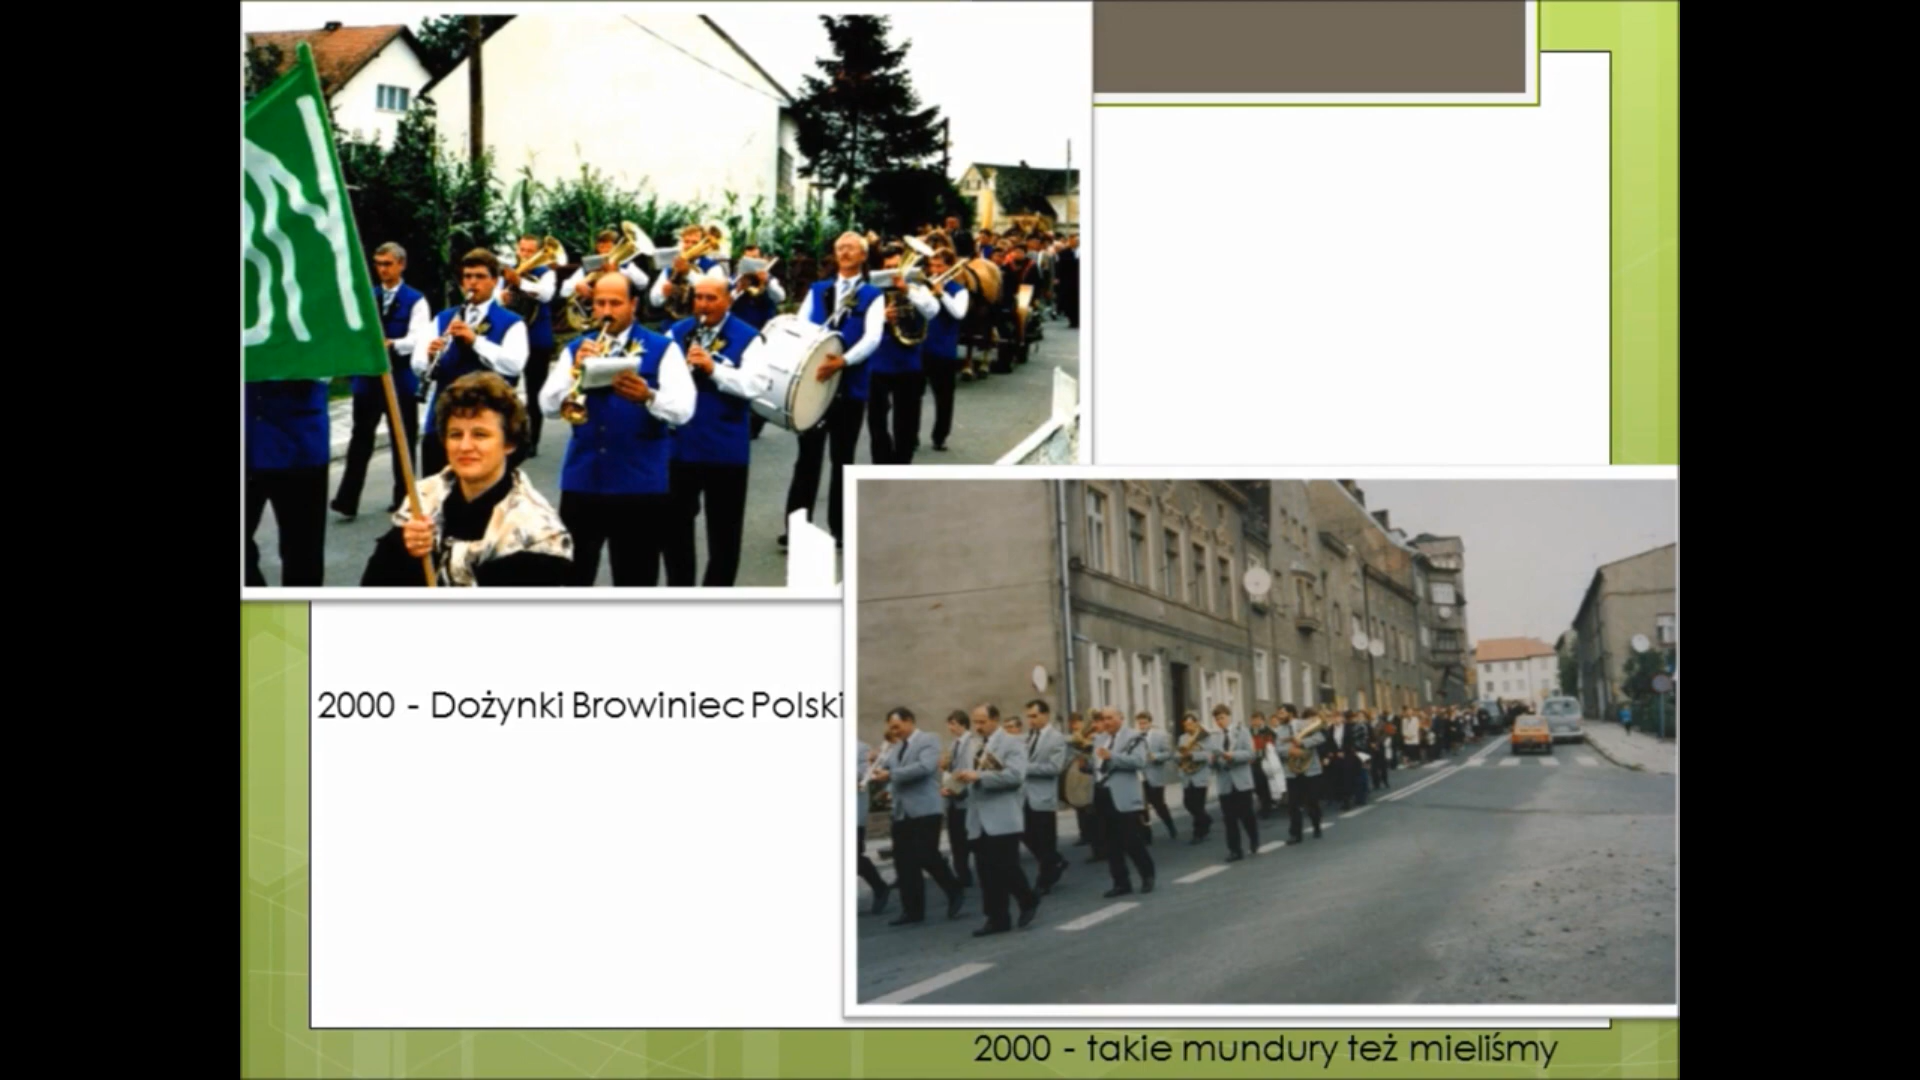 2000 - Dożynki Browiniec Polski
2000 - takie mundury też mieliśmy